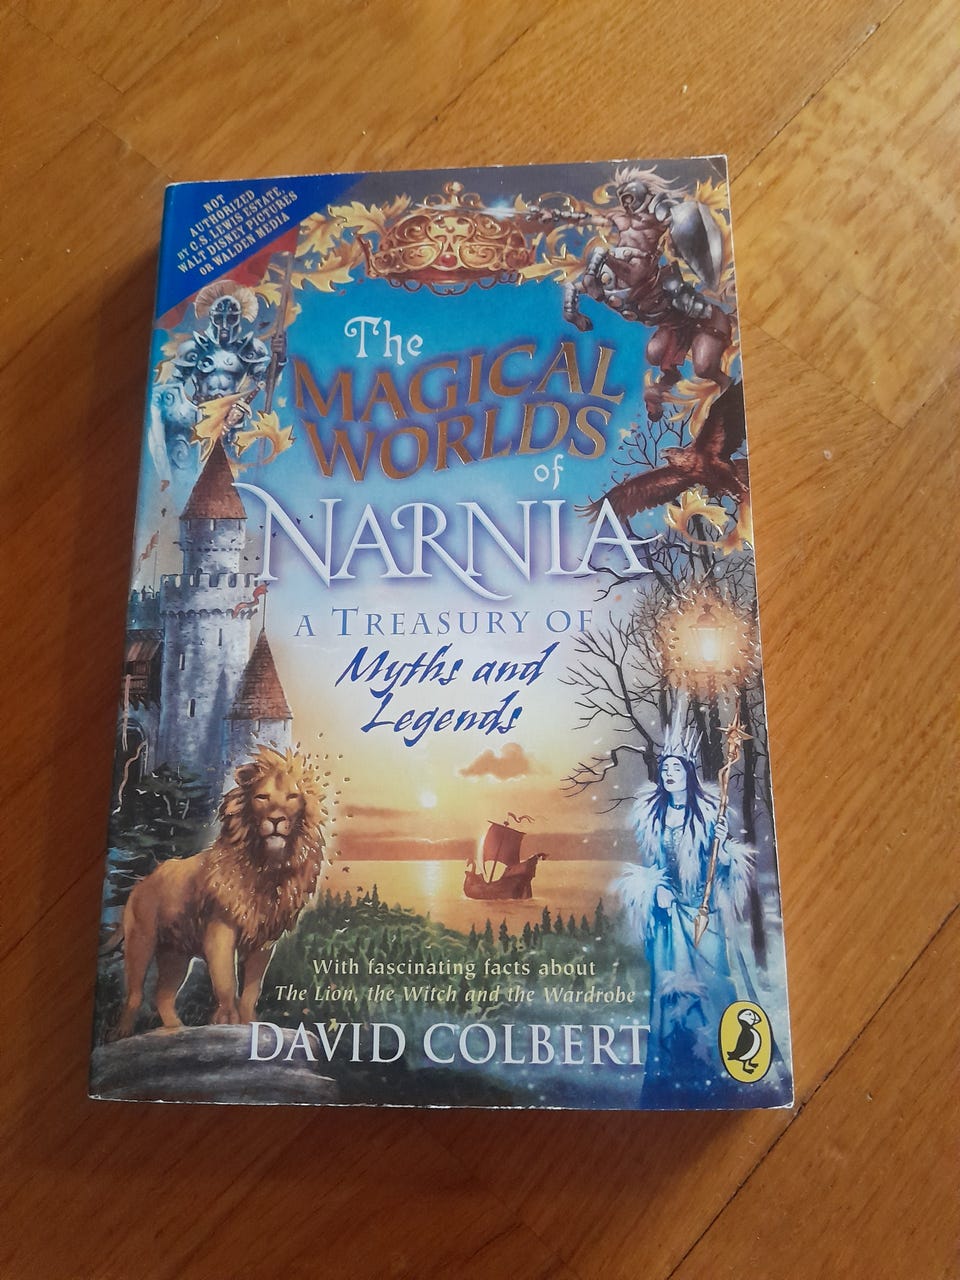 NOT
AUTHORIZED
BY C.S. LEWIS ESTATE,
WALT DISNEY PICTURES
OR WALDEN MEDIA
The
MAGICAL
WORLDS
of
NARNIA
A TREASURY OF
Myths and
Legends
With fascinating facts about
The Lion, the Witch and the Wardrobe
DAVID COLBERT